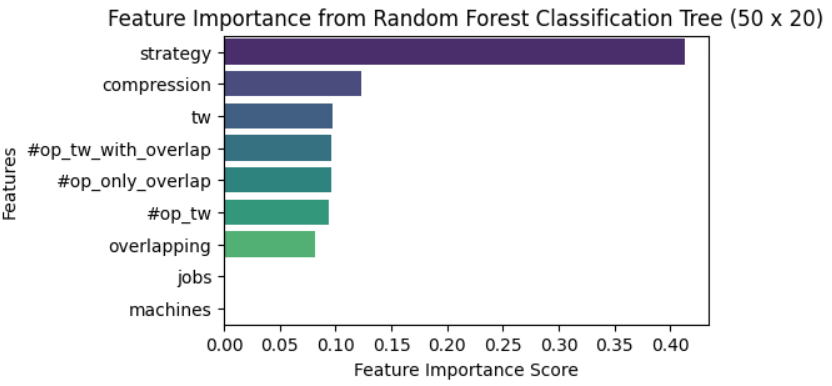 Feature Importance from Random Forest Classification Tree (50 x 20)
Features
strategy
compression
tw
#op_tw_with_overlap
#op_only_overlap
#op_tw
overlapping
jobs
machines
0.00 0.05 0.10 0.15 0.20 0.25 0.30 0.35 0.40
Feature Importance Score